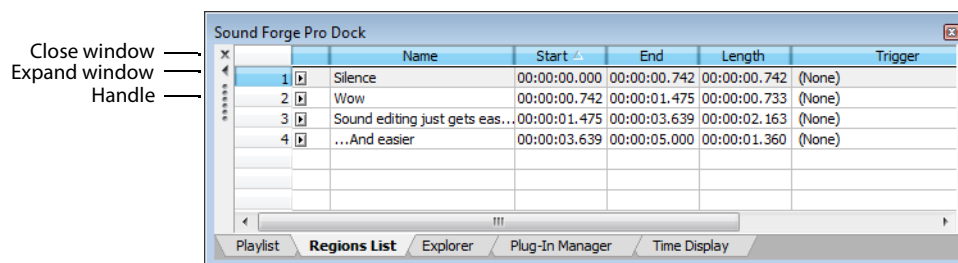 Sound Forge Pro Dock
Close window
Expand window
Handle
Name Start End Length Trigger
1 Silence 00:00:00.000 00:00:00.742 00:00:00.742 (None)
2 Wow 00:00:00.742 00:00:01.475 00:00:00.733 (None)
3 Sound editing just gets eas... 00:00:01.475 00:00:03.639 00:00:02.163 (None)
4 ...And easier 00:00:03.639 00:00:05.000 00:00:01.360 (None)
Playlist Regions List Explorer Plug-In Manager Time Display